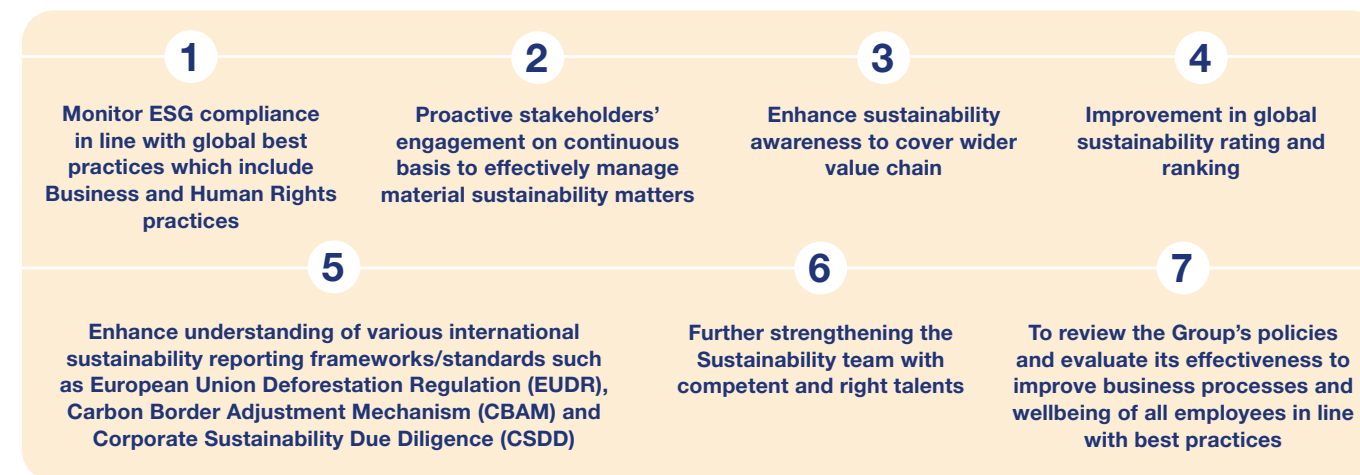 1
Monitor ESG compliance
in line with global best
practices which include
Business and Human Rights
practices
2
Proactive stakeholders’
engagement on continuous
basis to effectively manage
material sustainability matters
3
Enhance sustainability
awareness to cover wider
value chain
4
Improvement in global
sustainability rating and
ranking
5
Enhance understanding of various international
sustainability reporting frameworks/standards such
as European Union Deforestation Regulation (EUDR),
Carbon Border Adjustment Mechanism (CBAM) and
Corporate Sustainability Due Diligence (CSDD)
6
Further strengthening the
Sustainability team with
competent and right talents
7
To review the Group’s policies
and evaluate its effectiveness to
improve business processes and
wellbeing of all employees in line
with best practices